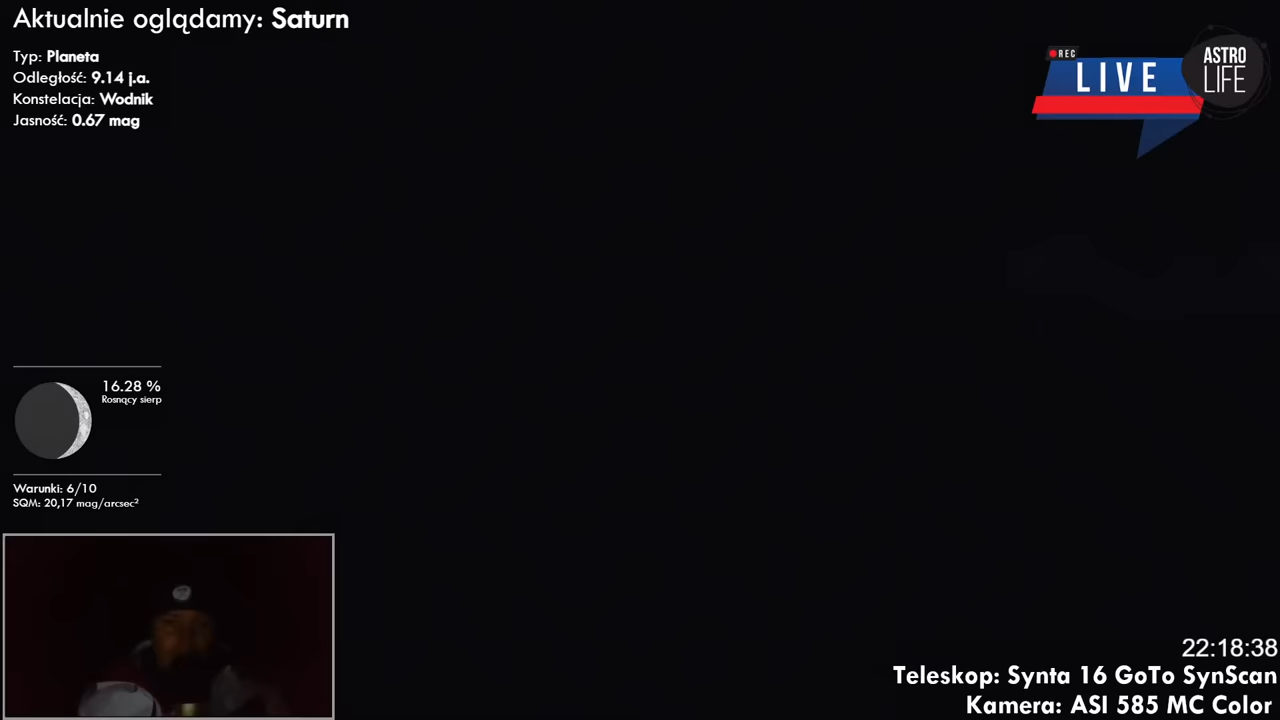 Aktualnie oglądamy: Saturn
Typ: Planeta
Odległość: 9.14 j.a.
Konstelacja: Wodnik
Jasność: 0.67 mag
REC
LIVE
ASTRO
LIFE
16.28 %
Rosnący sierp
Warunki: 6/10
SQM: 20,17 mag/arcsec²
22:18:38
Teleskop: Synta 16 GoTo SynScan
Kamera: ASI 585 MC Color